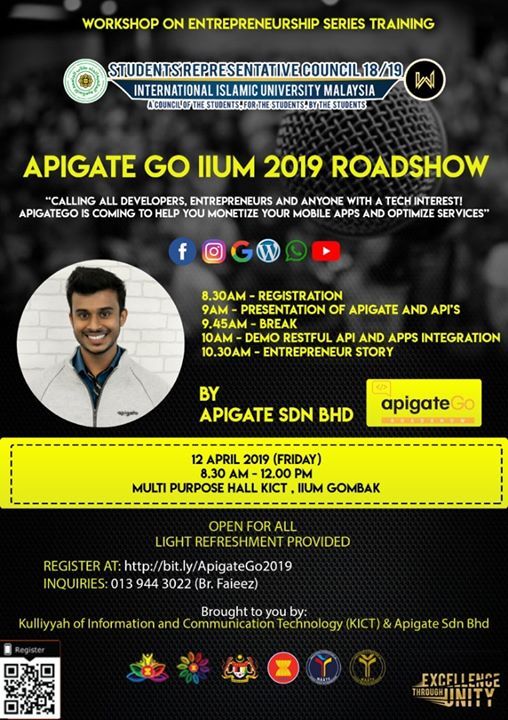 WORKSHOP ON ENTREPRENEURSHIP SERIES TRAINING
STUDENTS REPRESENTATIVE COUNCIL 18/19
INTERNATIONAL ISLAMIC UNIVERSITY MALAYSIA
A COUNCIL OF THE STUDENTS, FOR THE STUDENTS, BY THE STUDENTS
APIGATE GO IIUM 2019 ROADSHOW
"CALLING ALL DEVELOPERS, ENTREPRENEURS AND ANYONE WITH A TECH INTEREST!
APIGATEGO IS COMING TO HELP YOU MONETIZE YOUR MOBILE APPS AND OPTIMIZE SERVICES"
8.30AM - REGISTRATION
9AM - PRESENTATION OF APIGATE AND API'S
9.45AM - BREAK
10AM - DEMO RESTFUL API AND APPS INTEGRATION
10.30AM - ENTREPRENEUR STORY
apigate
BY
APIGATE SDN BHD
apigateGo
12 APRIL 2019 (FRIDAY)
8.30 AM - 12.00 PM
MULTI PURPOSE HALL KICT , IIUM GOMBAK
OPEN FOR ALL
LIGHT REFRESHMENT PROVIDED
REGISTER AT: http://bit.ly/ApigateGo2019
INQUIRIES: 013 944 3022 (Br. Faieez)
Brought to you by:
Kulliyyah of Information and Communication Technology (KICT) & Apigate Sdn Bhd
Register
EXCELLENCE
THROUGH UNITY